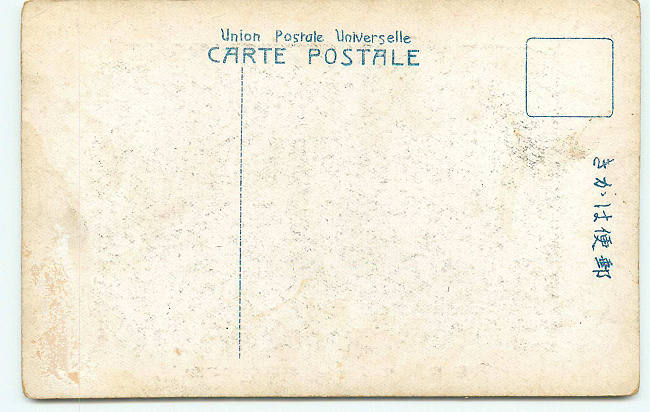 Union Postale Universelle
CARTE POSTALE
郵便はがき